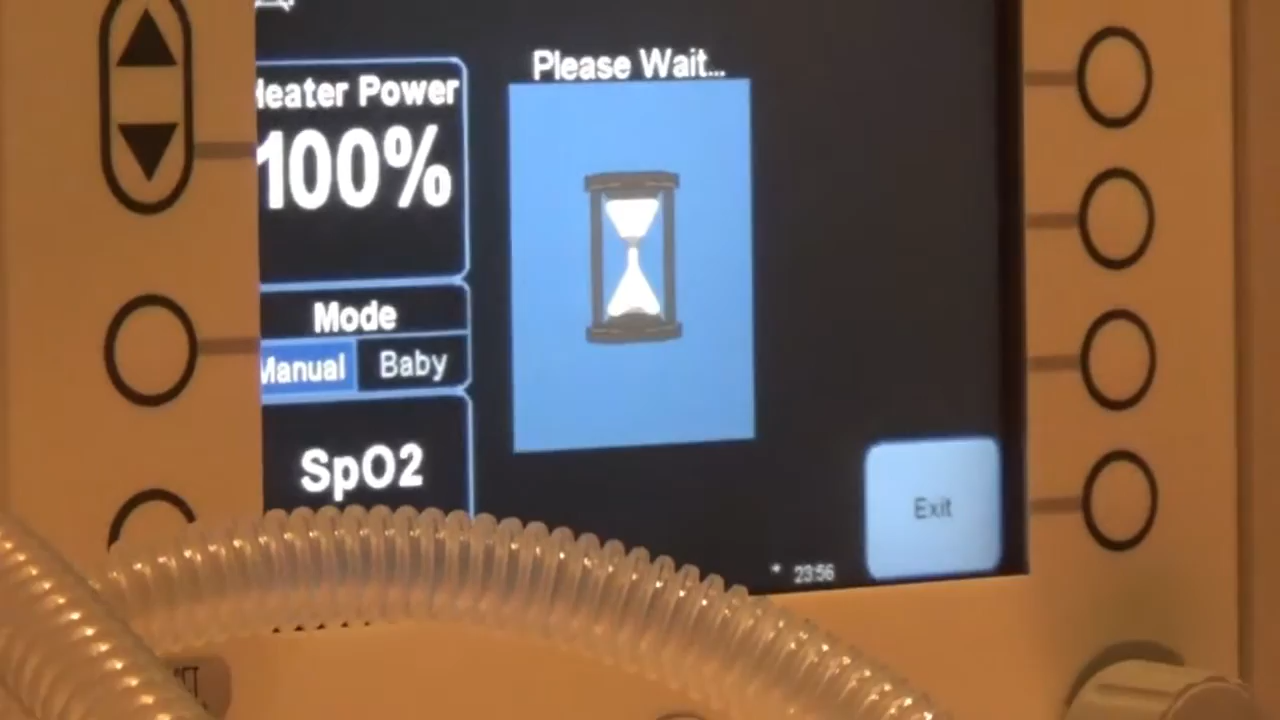 Heater Power
100%
Mode
Manual Baby
SpO2
Please Wait...
Exit
* 23:56